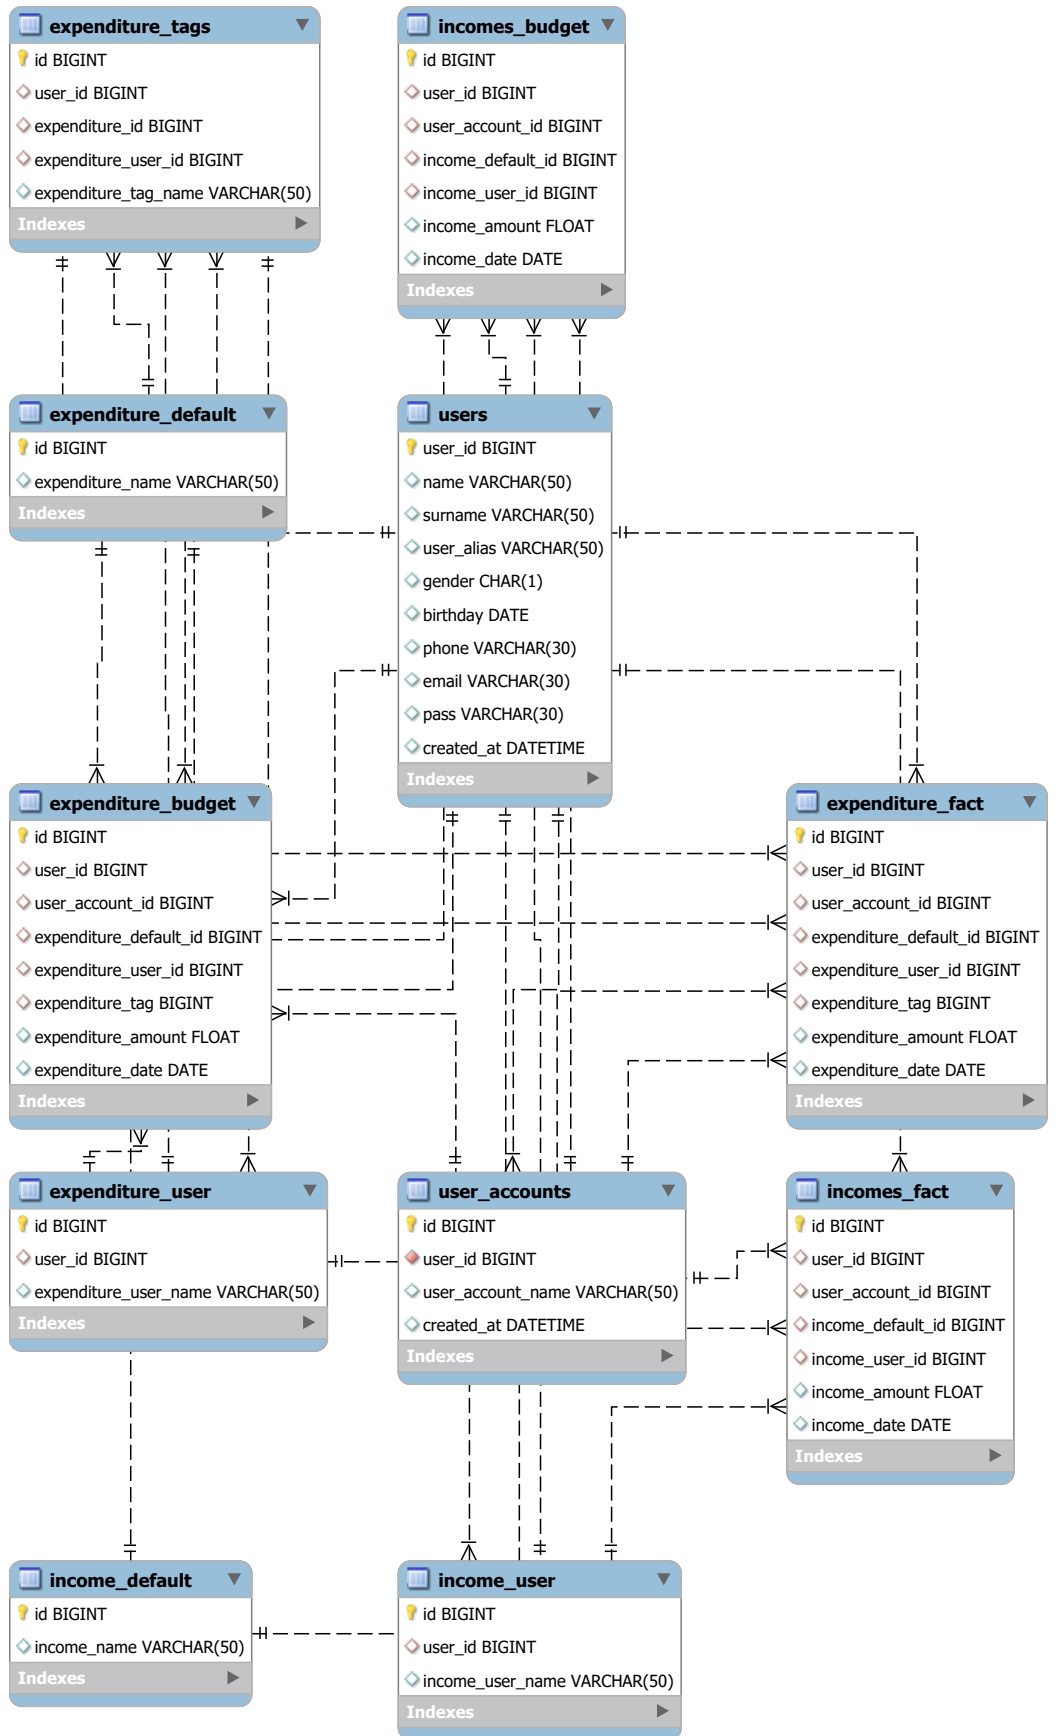 expenditure_tags
id BIGINT
user_id BIGINT
expenditure_id BIGINT
expenditure_user_id BIGINT
expenditure_tag_name VARCHAR(50)
Indexes
incomes_budget
id BIGINT
user_id BIGINT
user_account_id BIGINT
income_default_id BIGINT
income_user_id BIGINT
income_amount FLOAT
income_date DATE
Indexes
expenditure_default
id BIGINT
expenditure_name VARCHAR(50)
Indexes
users
user_id BIGINT
name VARCHAR(50)
surname VARCHAR(50)
user_alias VARCHAR(50)
gender CHAR(1)
birthday DATE
phone VARCHAR(30)
email VARCHAR(30)
pass VARCHAR(30)
created_at DATETIME
Indexes
expenditure_budget
id BIGINT
user_id BIGINT
user_account_id BIGINT
expenditure_default_id BIGINT
expenditure_user_id BIGINT
expenditure_tag BIGINT
expenditure_amount FLOAT
expenditure_date DATE
Indexes
expenditure_fact
id BIGINT
user_id BIGINT
user_account_id BIGINT
expenditure_default_id BIGINT
expenditure_user_id BIGINT
expenditure_tag BIGINT
expenditure_amount FLOAT
expenditure_date DATE
Indexes
expenditure_user
id BIGINT
user_id BIGINT
expenditure_user_name VARCHAR(50)
Indexes
user_accounts
id BIGINT
user_id BIGINT
user_account_name VARCHAR(50)
created_at DATETIME
Indexes
incomes_fact
id BIGINT
user_id BIGINT
user_account_id BIGINT
income_default_id BIGINT
income_user_id BIGINT
income_amount FLOAT
income_date DATE
Indexes
income_default
id BIGINT
income_name VARCHAR(50)
Indexes
income_user
id BIGINT
user_id BIGINT
income_user_name VARCHAR(50)
Indexes